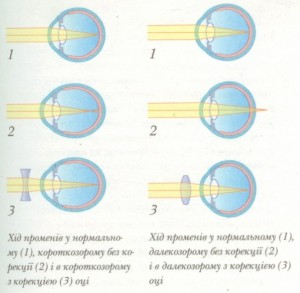 1
2
3
Хід променів у нормально-
му (1), короткозорому без ко-
рекції (2) і в короткозорому
з корекцією (3) оці
1
2
3
Хід променів у нормальному (1),
далекозорому без корекції (2)
і в далекозорому
з корекцією (3) оці